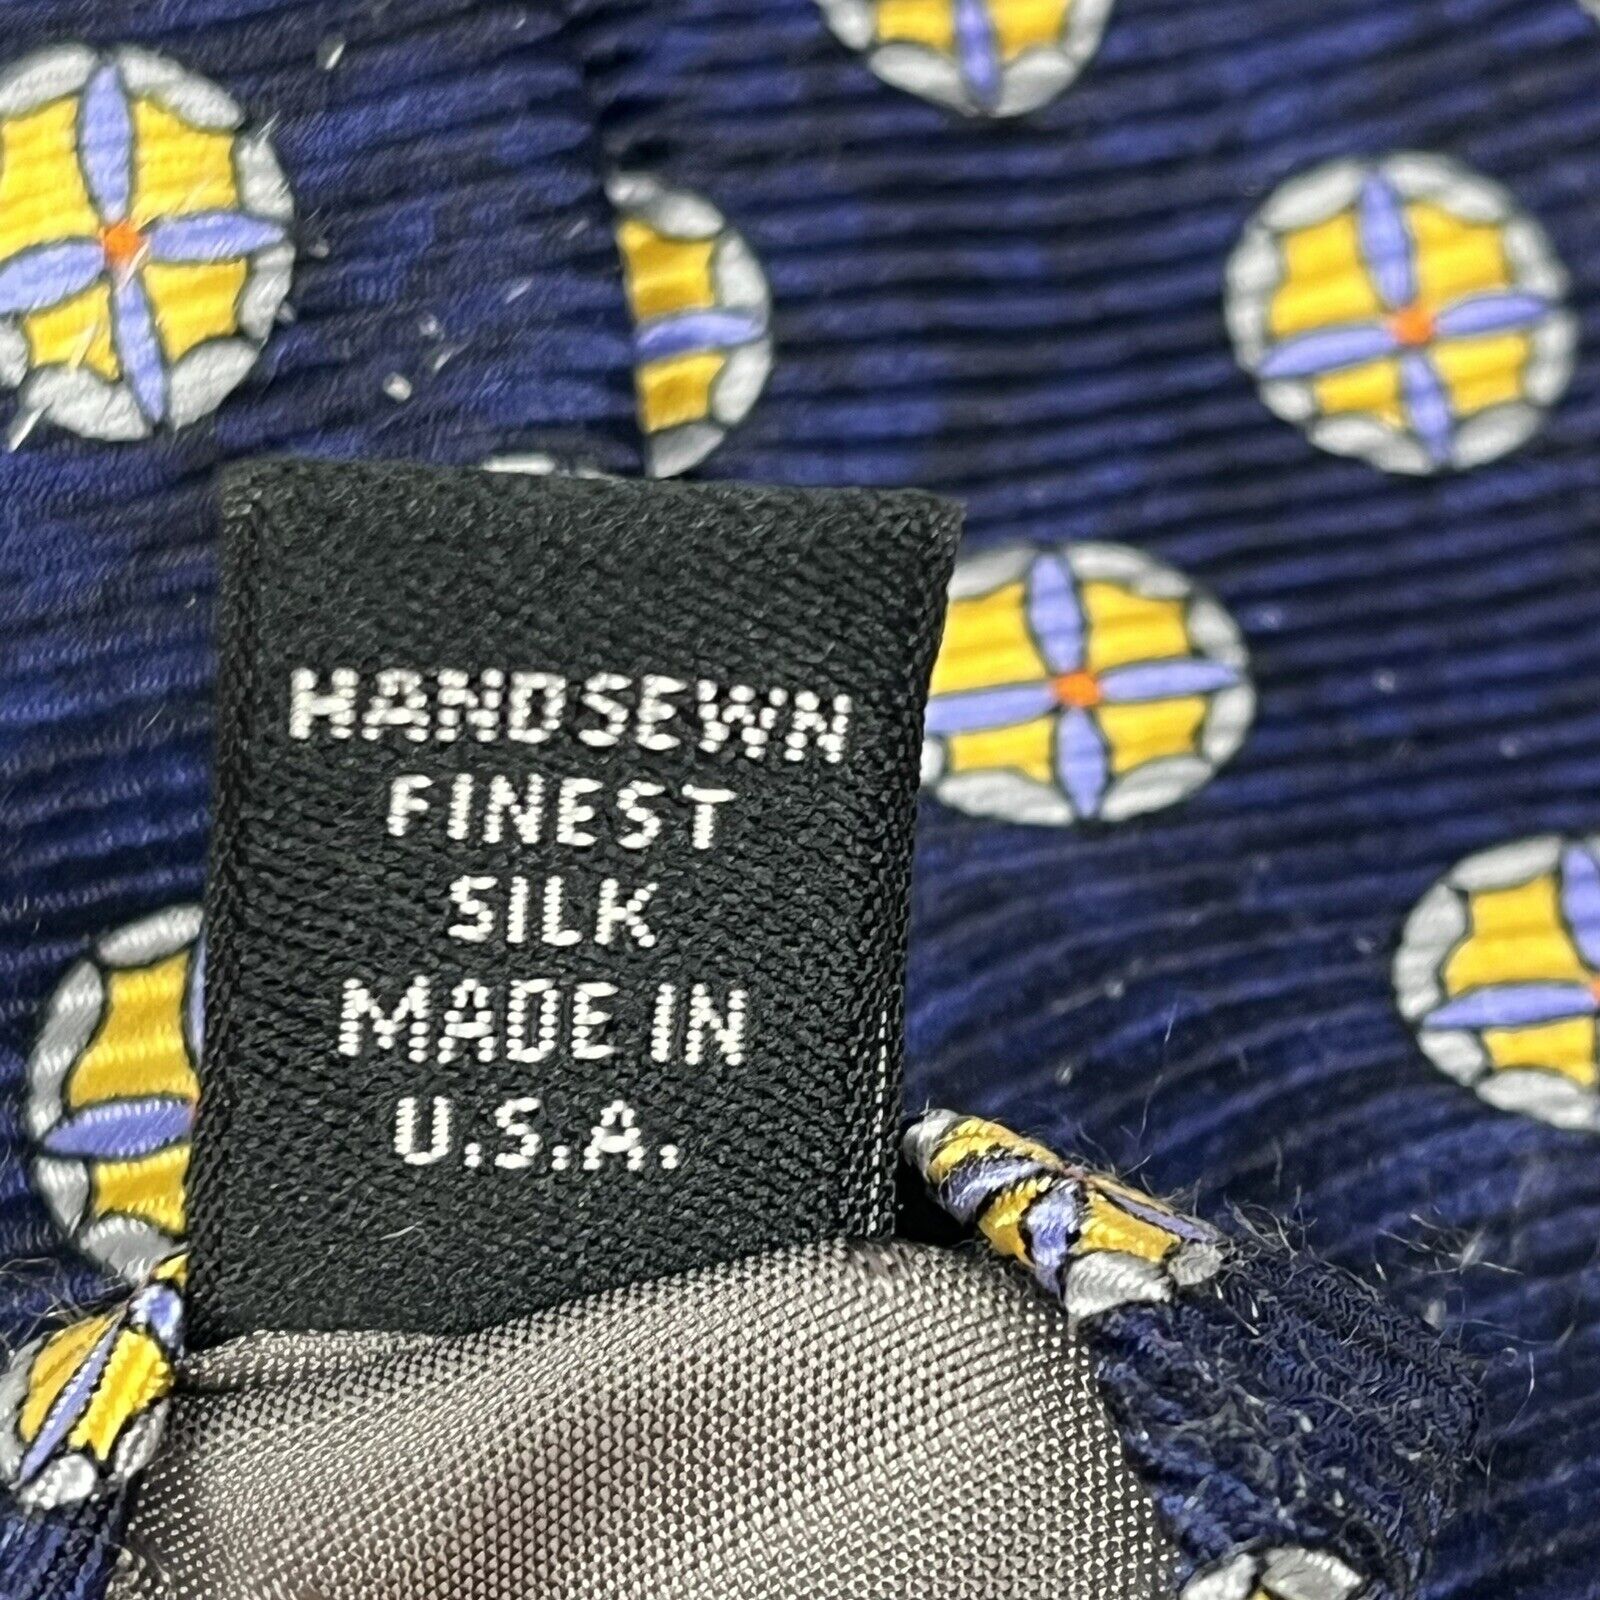 HANDSEWN
FINEST
SILK
MADE IN
U.S.A.